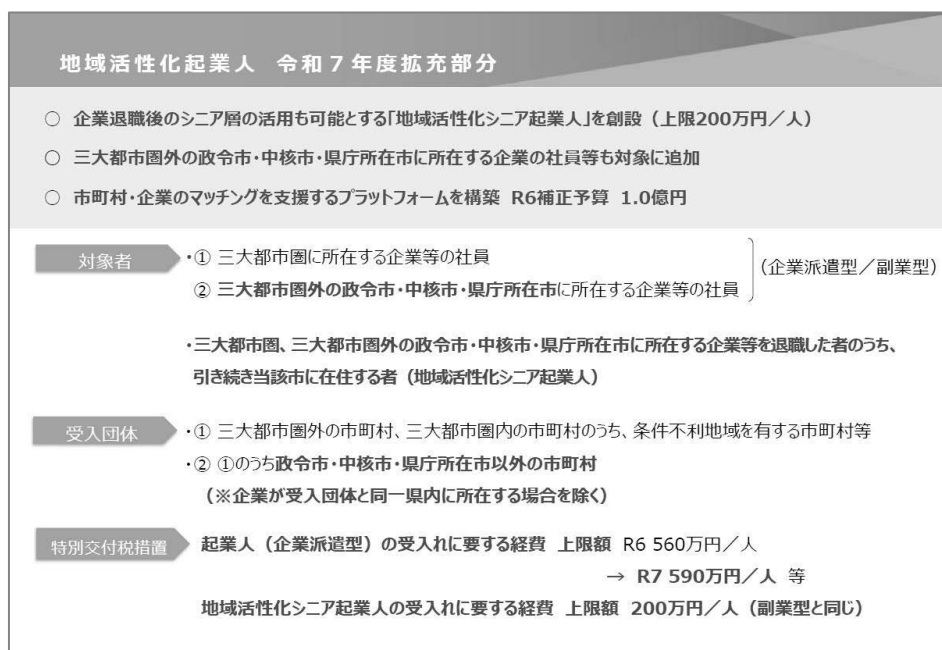 地域活性化起業人 令和７年度拡充部分
○ 企業退職後のシニア層の活用も可能とする「地域活性化シニア起業人」を創設（上限200万円／人）
○ 三大都市圏外の政令市・中核市・県庁所在市に所在する企業の社員等も対象に追加
○ 市町村・企業のマッチングを支援するプラットフォームを構築 R6補正予算 1.0億円
対象者
・① 三大都市圏に所在する企業等の社員
② 三大都市圏外の政令市・中核市・県庁所在市に所在する企業等の社員
（企業派遣型／副業型）
・三大都市圏、三大都市圏外の政令市・中核市・県庁所在市に所在する企業等を退職した者のうち、
引き続き当該市に在住する者（地域活性化シニア起業人）
受入団体
・① 三大都市圏外の市町村、三大都市圏内の市町村のうち、条件不利地域を有する市町村等
・② ①のうち政令市・中核市・県庁所在市以外の市町村
（※企業が受入団体と同一県内に所在する場合を除く）
特別交付税措置
起業人（企業派遣型）の受入れに要する経費 上限額 R6 560万円／人
→ R7 590万円／人 等
地域活性化シニア起業人の受入れに要する経費 上限額 200万円／人（副業型と同じ）